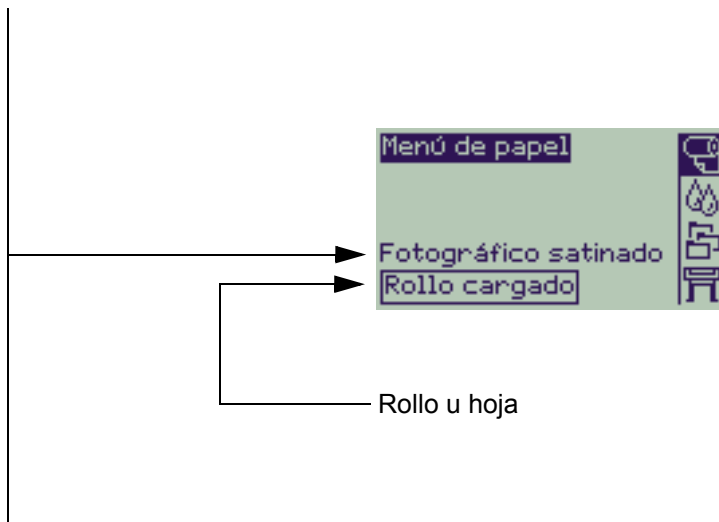 Menú de papel
Fotográfico satinado
Rollo cargado
Rollo u hoja